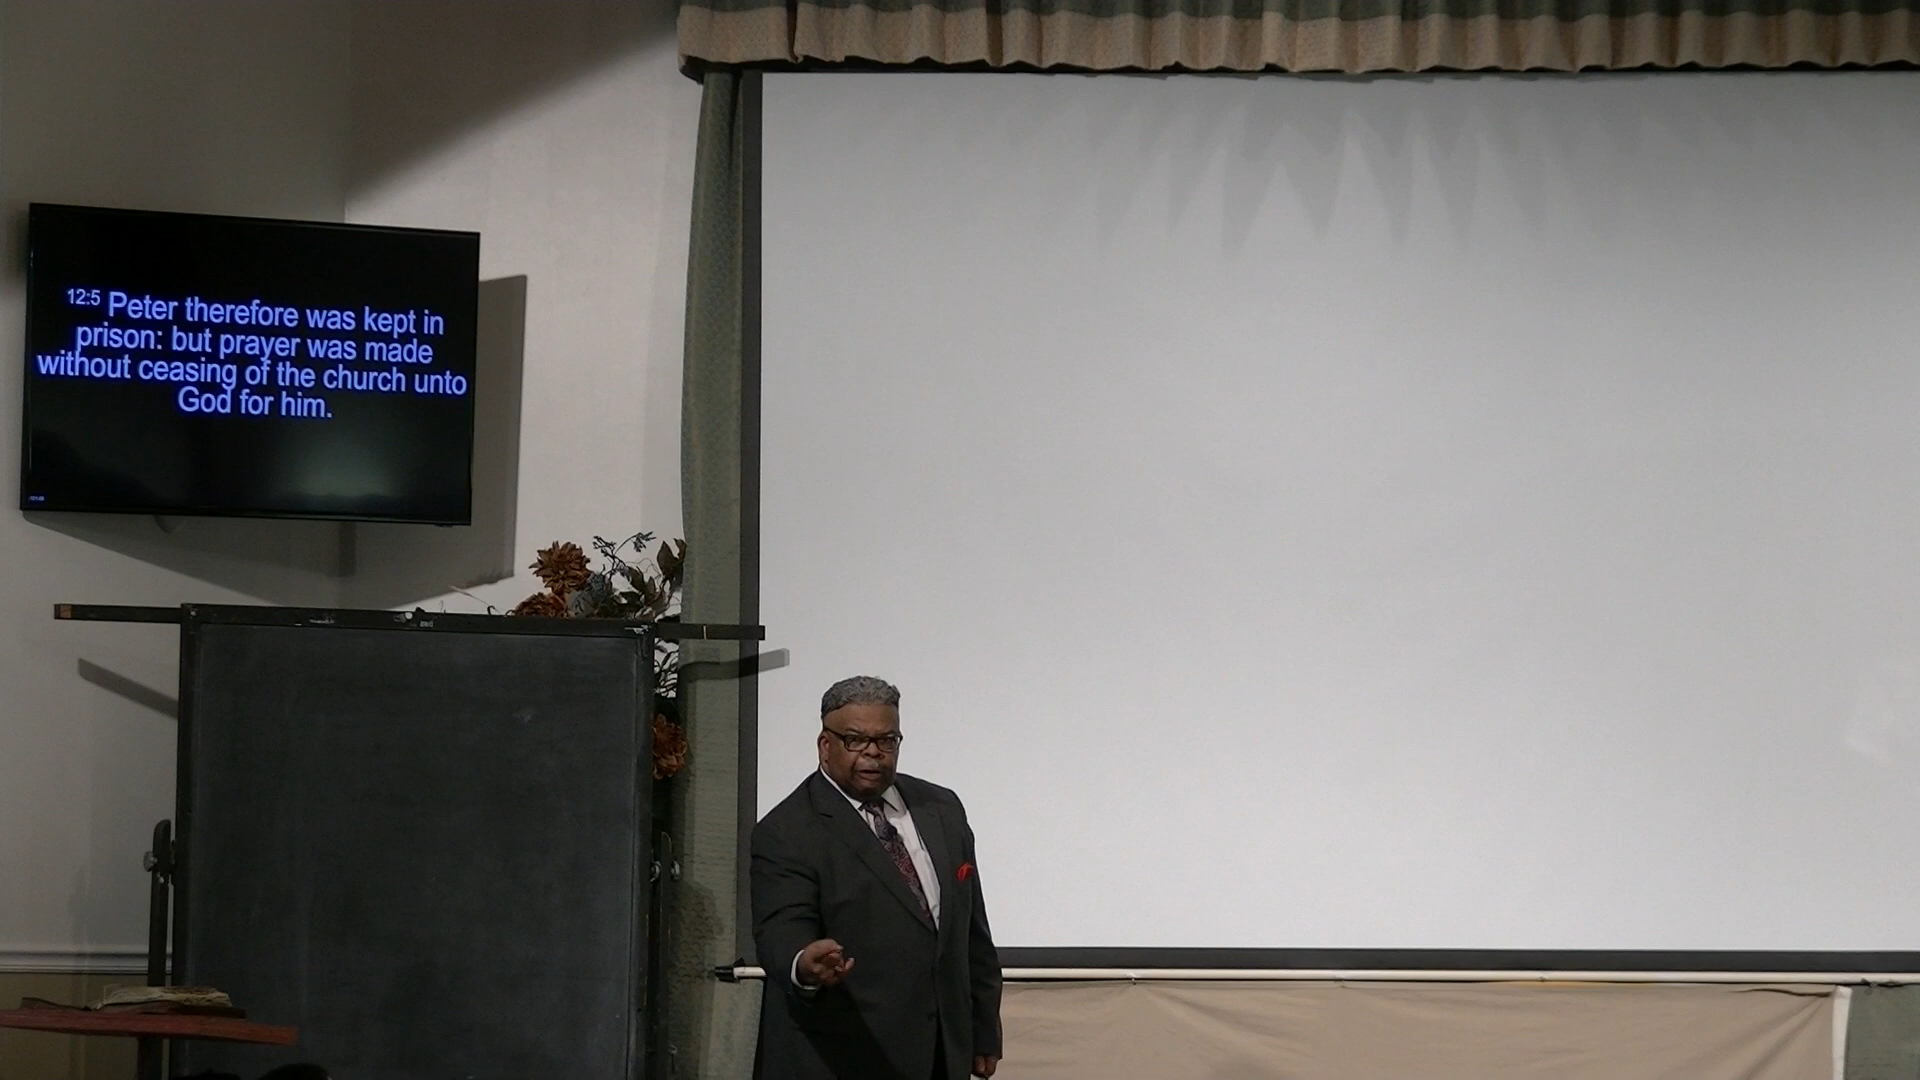 12:5 Peter therefore was kept in
prison: but prayer was made
without ceasing of the church unto
God for him.